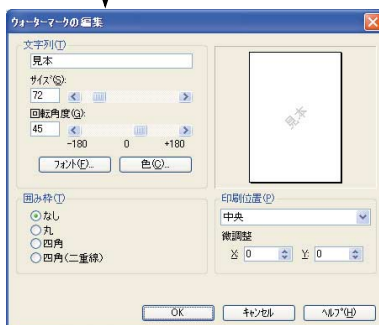 ウォーターマークの編集
文字列(T)
見本
サイズ(S):
72
回転角度(G):
45
-180 0 +180
フォント(F)... 色(C)...
見本
囲み枠(T)
なし
丸
四角
四角(二重線)
印刷位置(P)
中央
微調整
X 0 Y 0
OK キャンセル ヘルプ(H)